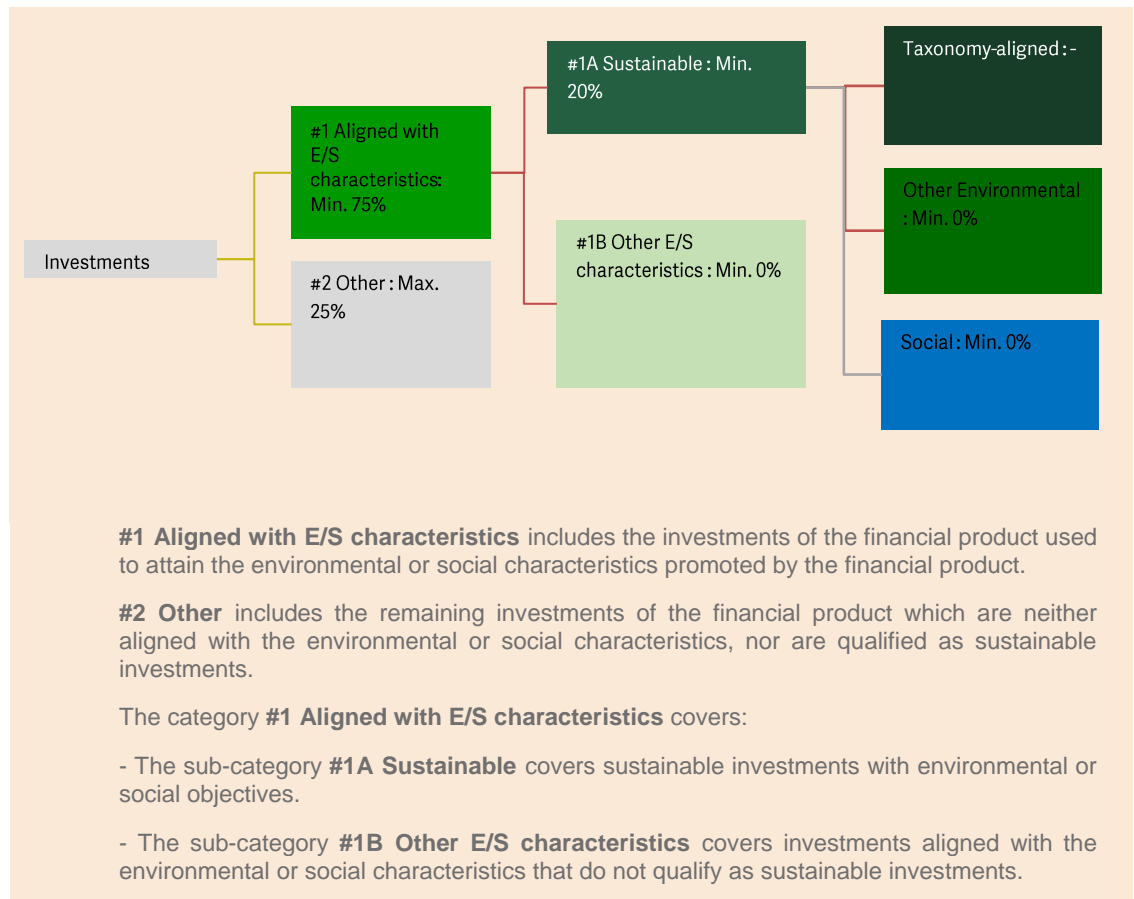 Investments
#1 Aligned with
E/S
characteristics:
Min. 75%
#2 Other : Max.
25%
#1A Sustainable : Min.
20%
#1B Other E/S
characteristics : Min. 0%
Taxonomy-aligned : -
Other Environmental
: Min. 0%
Social : Min. 0%
#1 Aligned with E/S characteristics includes the investments of the financial product used
to attain the environmental or social characteristics promoted by the financial product.
#2 Other includes the remaining investments of the financial product which are neither
aligned with the environmental or social characteristics, nor are qualified as sustainable
investments.
The category #1 Aligned with E/S characteristics covers:
- The sub-category #1A Sustainable covers sustainable investments with environmental or
social objectives.
- The sub-category #1B Other E/S characteristics covers investments aligned with the
environmental or social characteristics that do not qualify as sustainable investments.